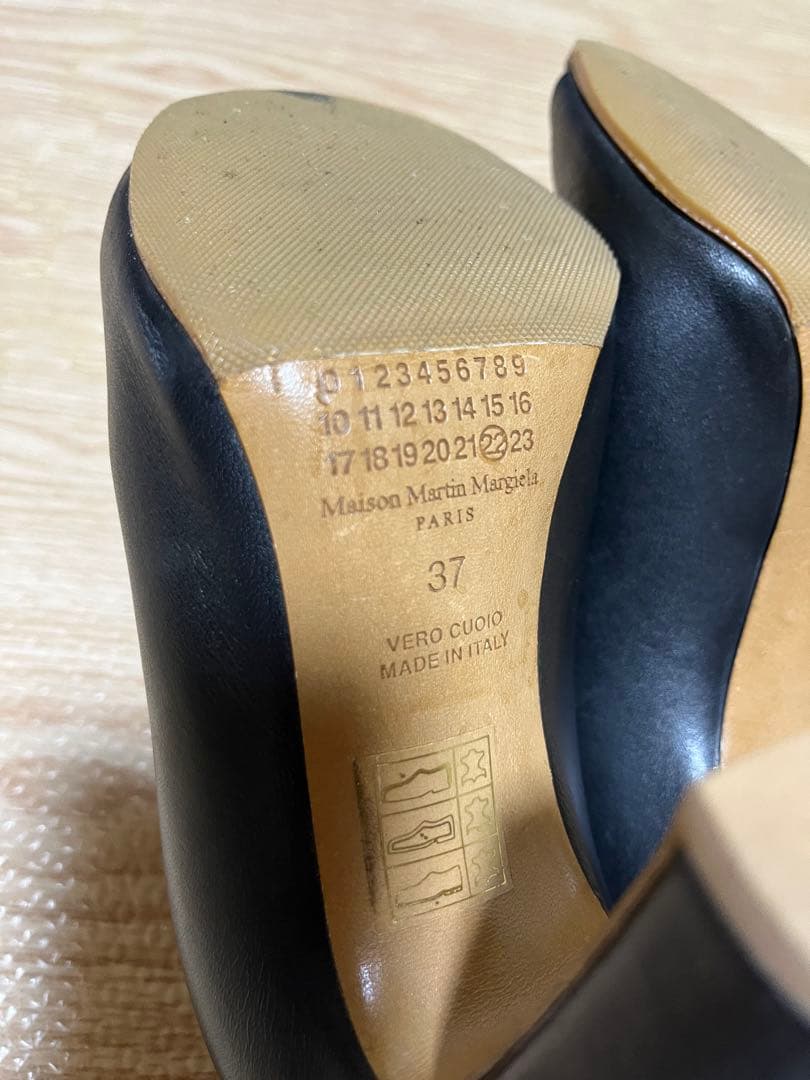 0 1 2 3 4 5 6 7 8 9
10 11 12 13 14 15 16
17 18 19 20 21 22 23
Maison Martin Margiela
PARIS
37
VERO CUOIO
MADE IN ITALY